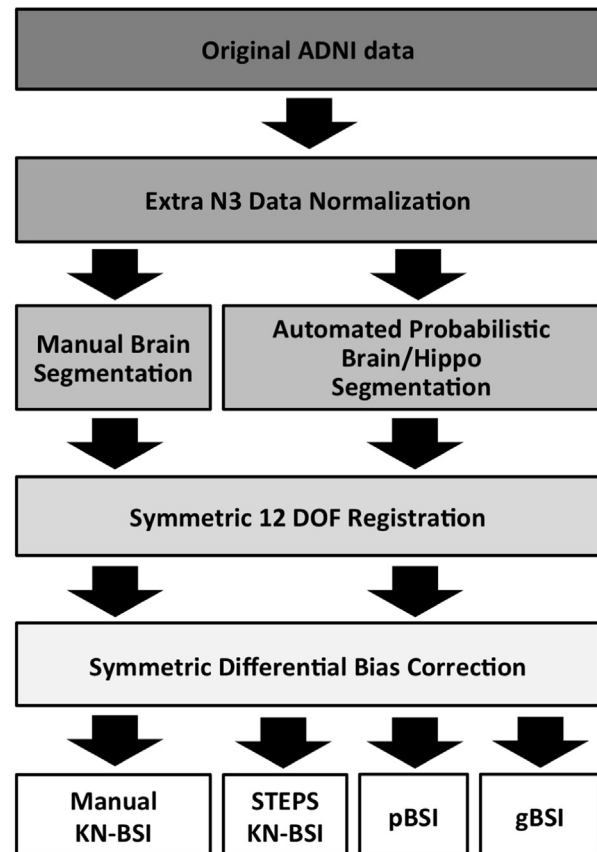 Original ADNI data
Extra N3 Data Normalization
Manual Brain
Segmentation
Automated Probabilistic
Brain/Hippo
Segmentation
Symmetric 12 DOF Registration
Symmetric Differential Bias Correction
Manual
KN-BSI
STEPS
KN-BSI
pBSI
gBSI